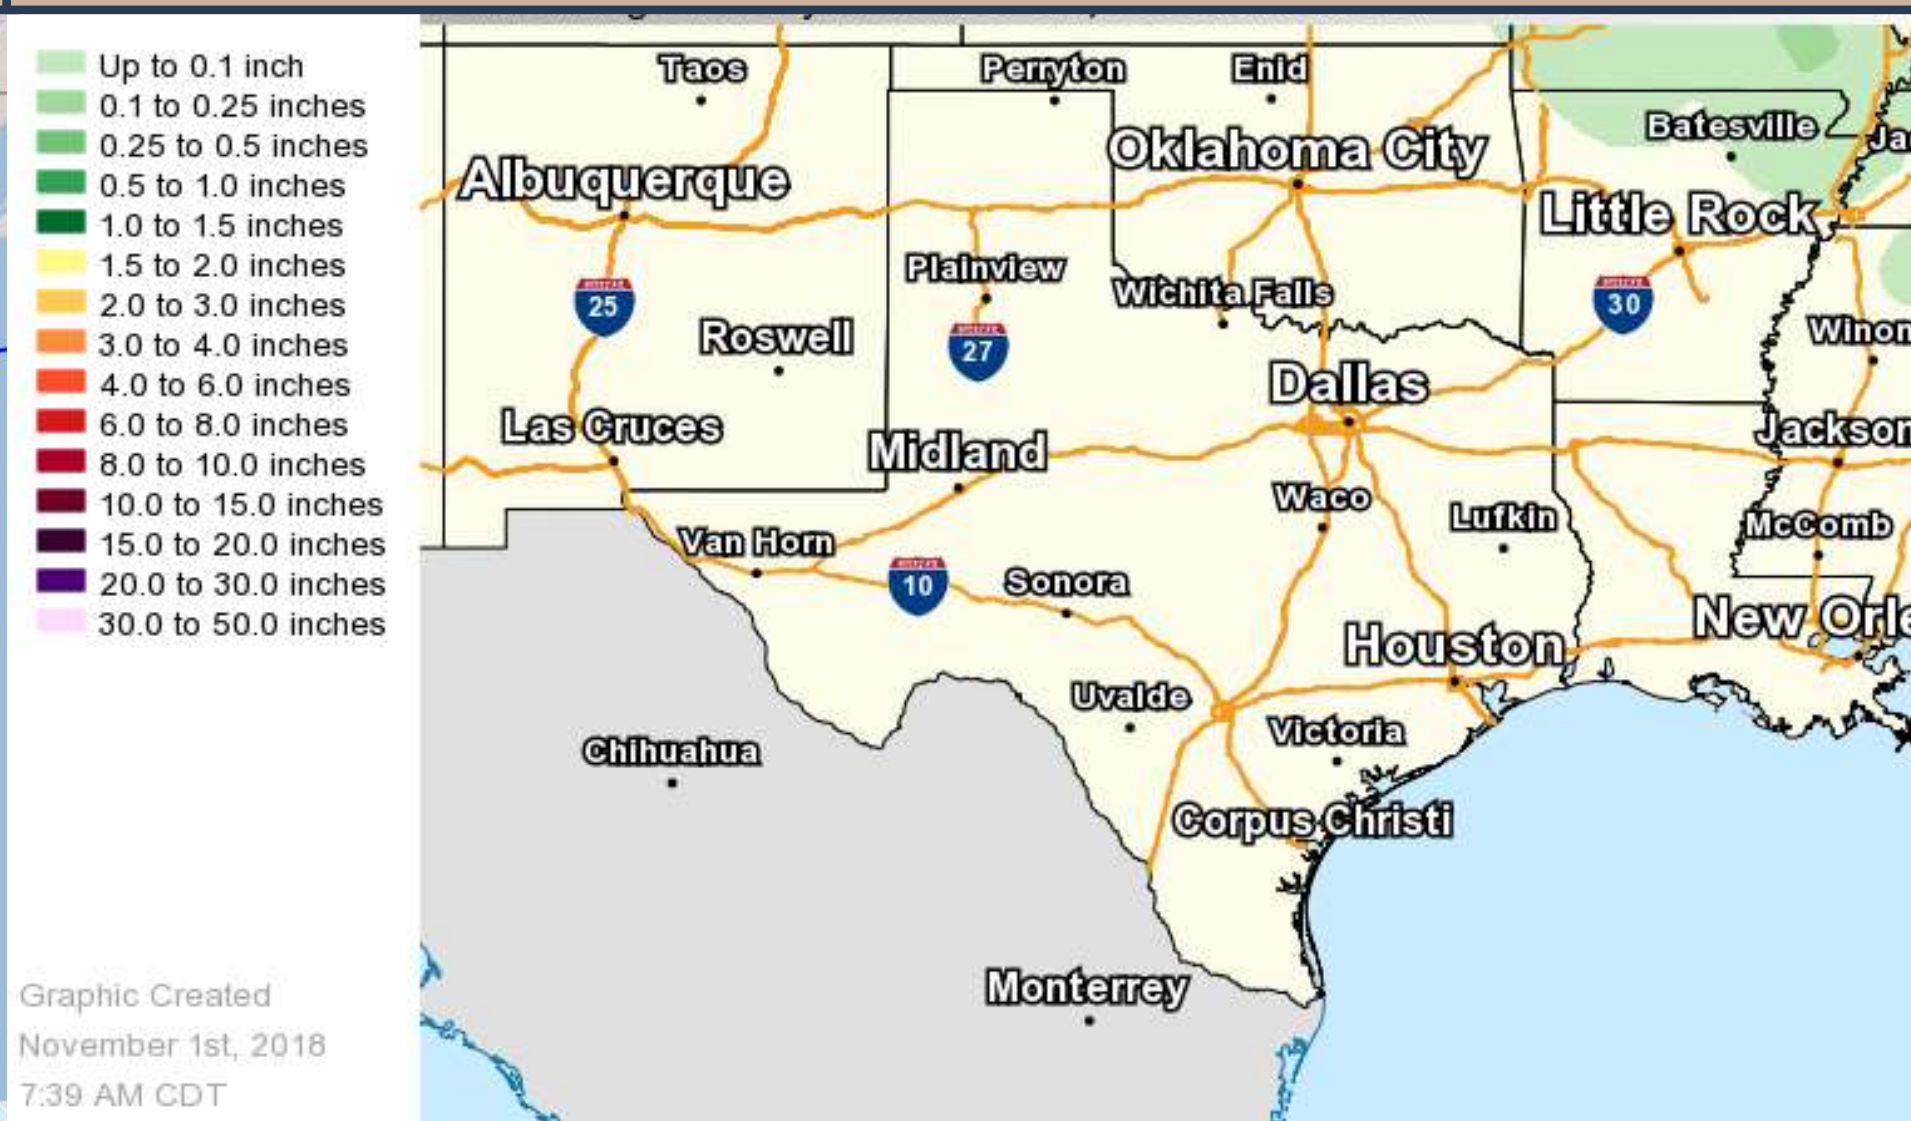 Up to 0.1 inch
0.1 to 0.25 inches
0.25 to 0.5 inches
0.5 to 1.0 inches
1.0 to 1.5 inches
1.5 to 2.0 inches
2.0 to 3.0 inches
3.0 to 4.0 inches
4.0 to 6.0 inches
6.0 to 8.0 inches
8.0 to 10.0 inches
10.0 to 15.0 inches
15.0 to 20.0 inches
20.0 to 30.0 inches
30.0 to 50.0 inches
Graphic Created
November 1st, 2018
7:39 AM CDT
Taos
Perryton
Enid
Batesville
Oklahoma City
Ja
Albuquerque
Little Rock
Plainview
Wichita Falls
25
30
Roswell
27
Winon
Dallas
Las Cruces
Midland
Jackson
Waco
Lufkin
McComb
Van Horn
10
Sonora
New Orle
Houston
Uvalde
Victoria
Chihuahua
Corpus Christi
Monterrey